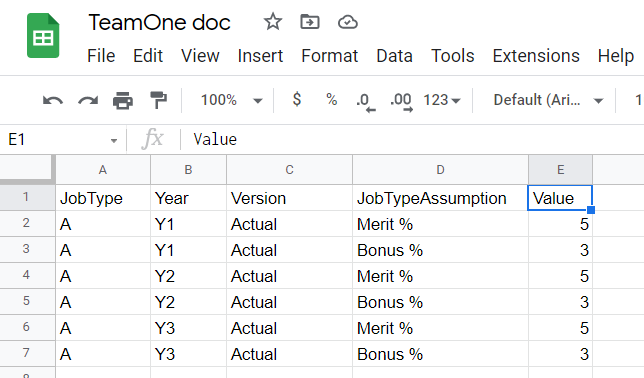 TeamOne doc
File Edit View Insert Format Data Tools Extensions Help
100% $ % .0 .00 123 Default (Ari... 1
E1 fx Value
A B C D E
1 JobType Year Version JobTypeAssumption Value
2 A Y1 Actual Merit % 5
3 A Y1 Actual Bonus % 3
4 A Y2 Actual Merit % 5
5 A Y2 Actual Bonus % 3
6 A Y3 Actual Merit % 5
7 A Y3 Actual Bonus % 3